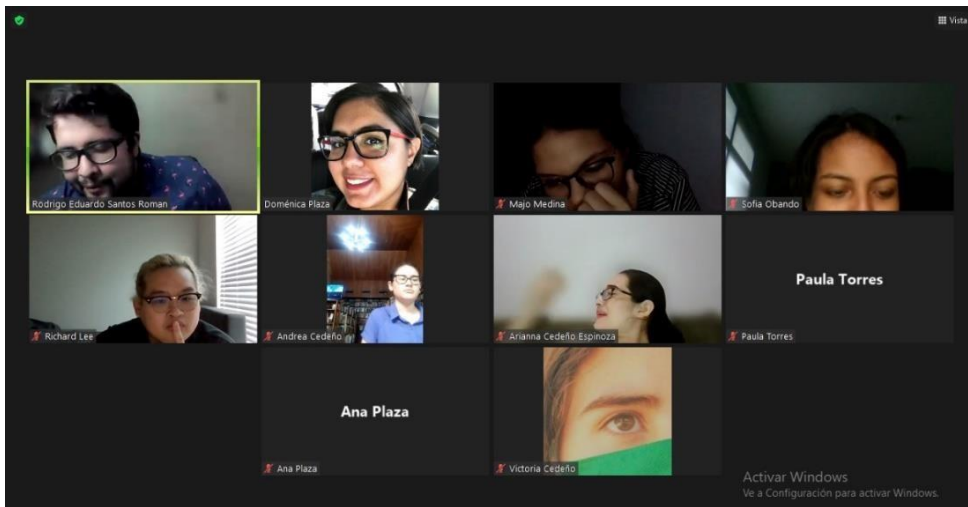 Vista
Rodrigo Eduardo Santos Roman
Doménica Plaza
Majo Medina
Sofia Obando
Richard Lee
Andrea Cedeño
Arianna Cedeño Espinoza
Paula Torres
Paula Torres
Ana Plaza
Ana Plaza
Victoria Cedeño
Activar Windows
Ve a Configuración para activar Windows.